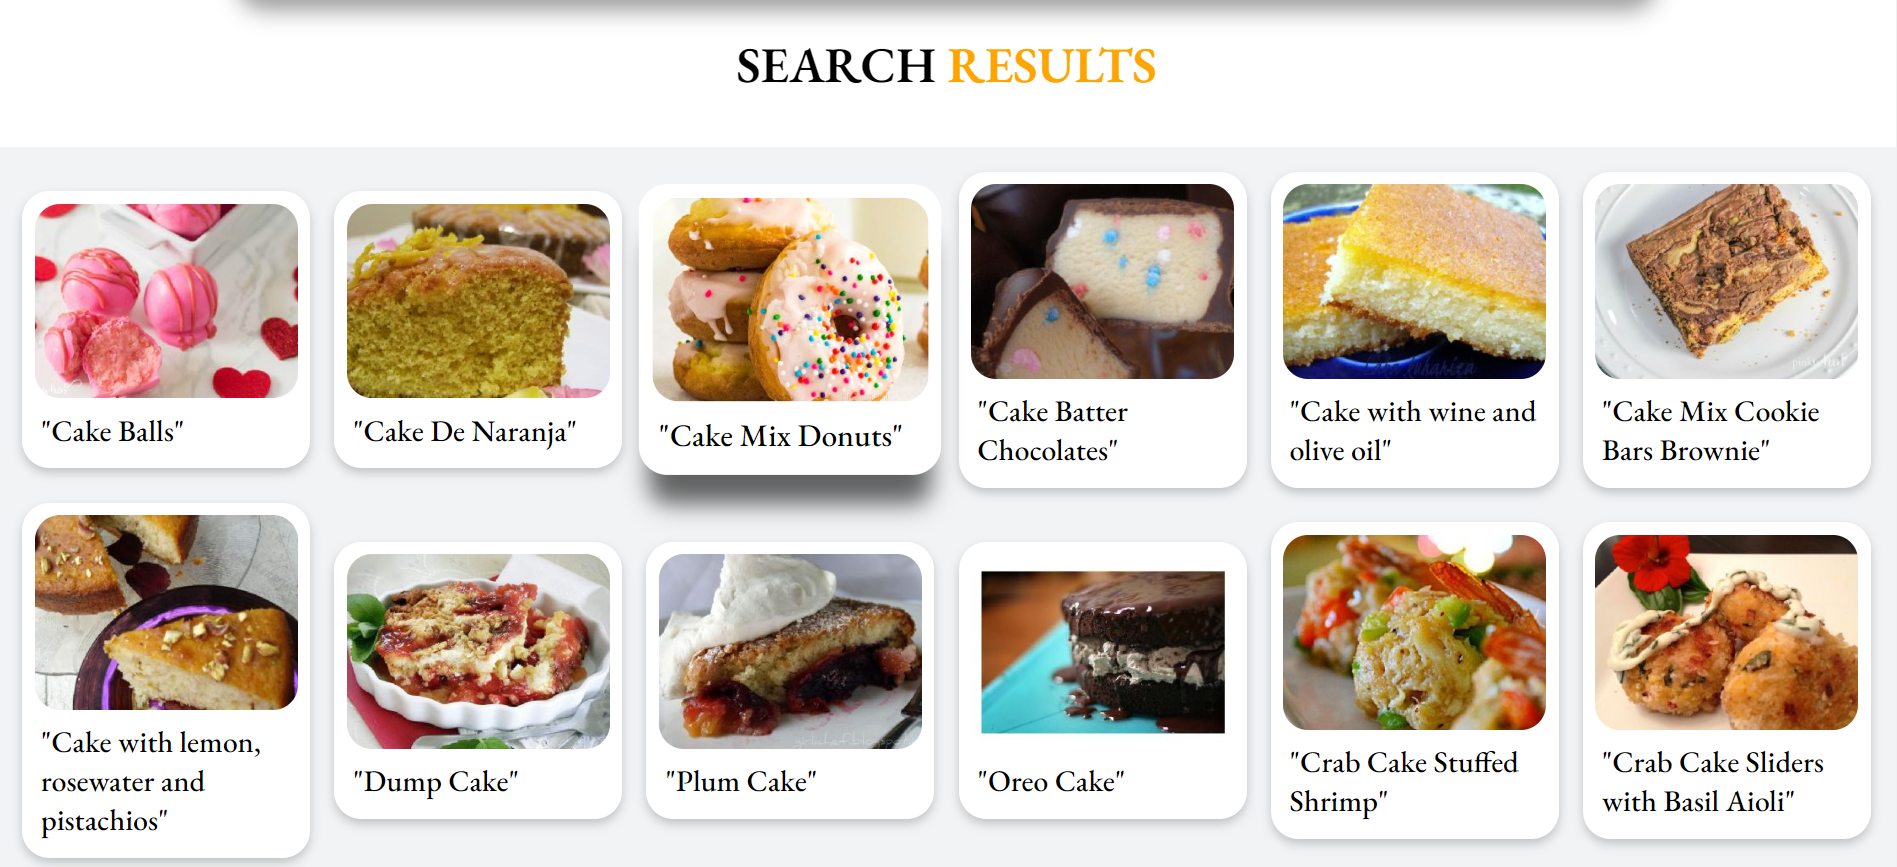 SEARCH RESULTS
"Cake Balls"
"Cake De Naranja"
"Cake Mix Donuts"
"Cake Batter
Chocolates"
"Cake with wine and
olive oil"
"Cake Mix Cookie
Bars Brownie"
"Cake with lemon,
rosewater and
pistachios"
"Dump Cake"
"Plum Cake"
"Oreo Cake"
"Crab Cake Stuffed
Shrimp"
"Crab Cake Sliders
with Basil Aioli"